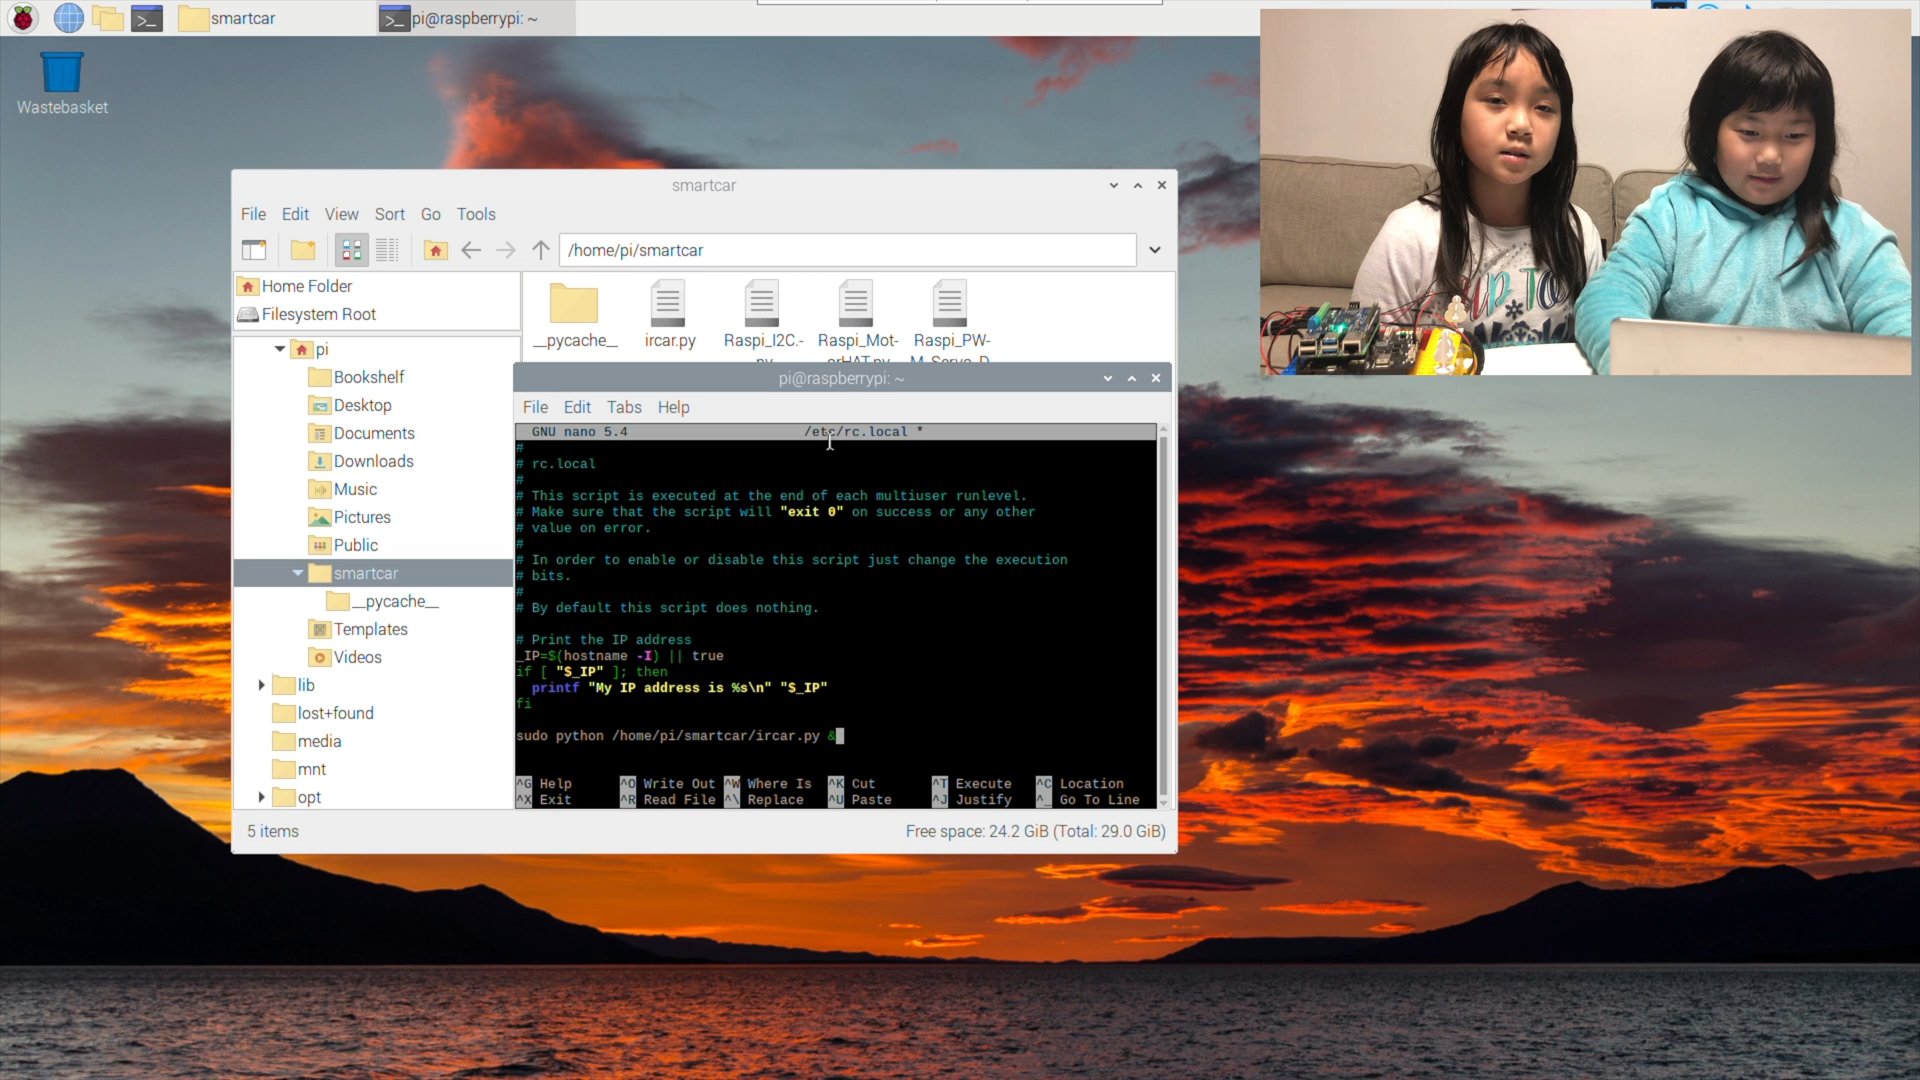 smartcar
pi@raspberrypi: ~
Wastebasket
smartcar
File Edit View Sort Go Tools
/home/pi/smartcar
Home Folder
Filesystem Root
pi
Bookshelf
Desktop
Documents
Downloads
Music
Pictures
Public
smartcar
__pycache__
Templates
Videos
lib
lost+found
media
mnt
opt
__pycache__
ircar.py
Raspi_I2C.-
py
Raspi_Mot-
orHAT.py
Raspi_PW-
M_Servo_D
pi@raspberrypi: ~
File Edit Tabs Help
GNU nano 5.4 /etc/rc.local *
#
# rc.local
#
# This script is executed at the end of each multiuser runlevel.
# Make sure that the script will "exit 0" on success or any other
# value on error.
#
# In order to enable or disable this script just change the execution
# bits.
#
# By default this script does nothing.
# Print the IP address
_IP=$(hostname -I) || true
if [ "$_IP" ]; then
printf "My IP address is %s\n" "$_IP"
fi
sudo python /home/pi/smartcar/ircar.py &
^G Help ^O Write Out ^W Where Is ^K Cut ^T Execute ^C Location
^X Exit ^R Read File ^\ Replace ^U Paste ^J Justify ^_ Go To Line
5 items
Free space: 24.2 GiB (Total: 29.0 GiB)